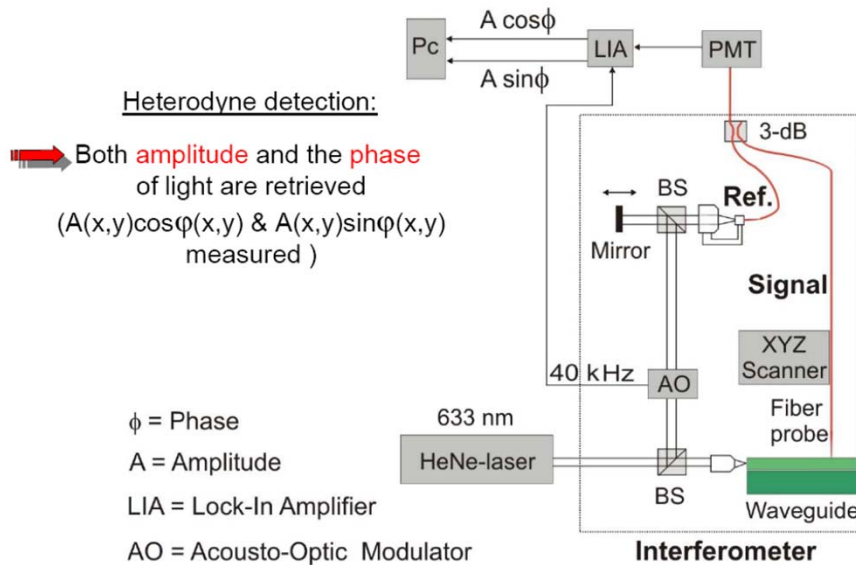 A cosϕ
Pc
LIA
PMT
A sinϕ
Heterodyne detection:
3-dB
Both amplitude and the phase
of light are retrieved
(A(x,y)cosφ(x,y) & A(x,y)sinφ(x,y)
measured )
BS
Ref.
Mirror
Signal
XYZ
Scanner
40 kHz
AO
Fiber
probe
ϕ = Phase
633 nm
A = Amplitude
HeNe-laser
BS
Waveguide
LIA = Lock-In Amplifier
AO = Acousto-Optic Modulator
Interferometer